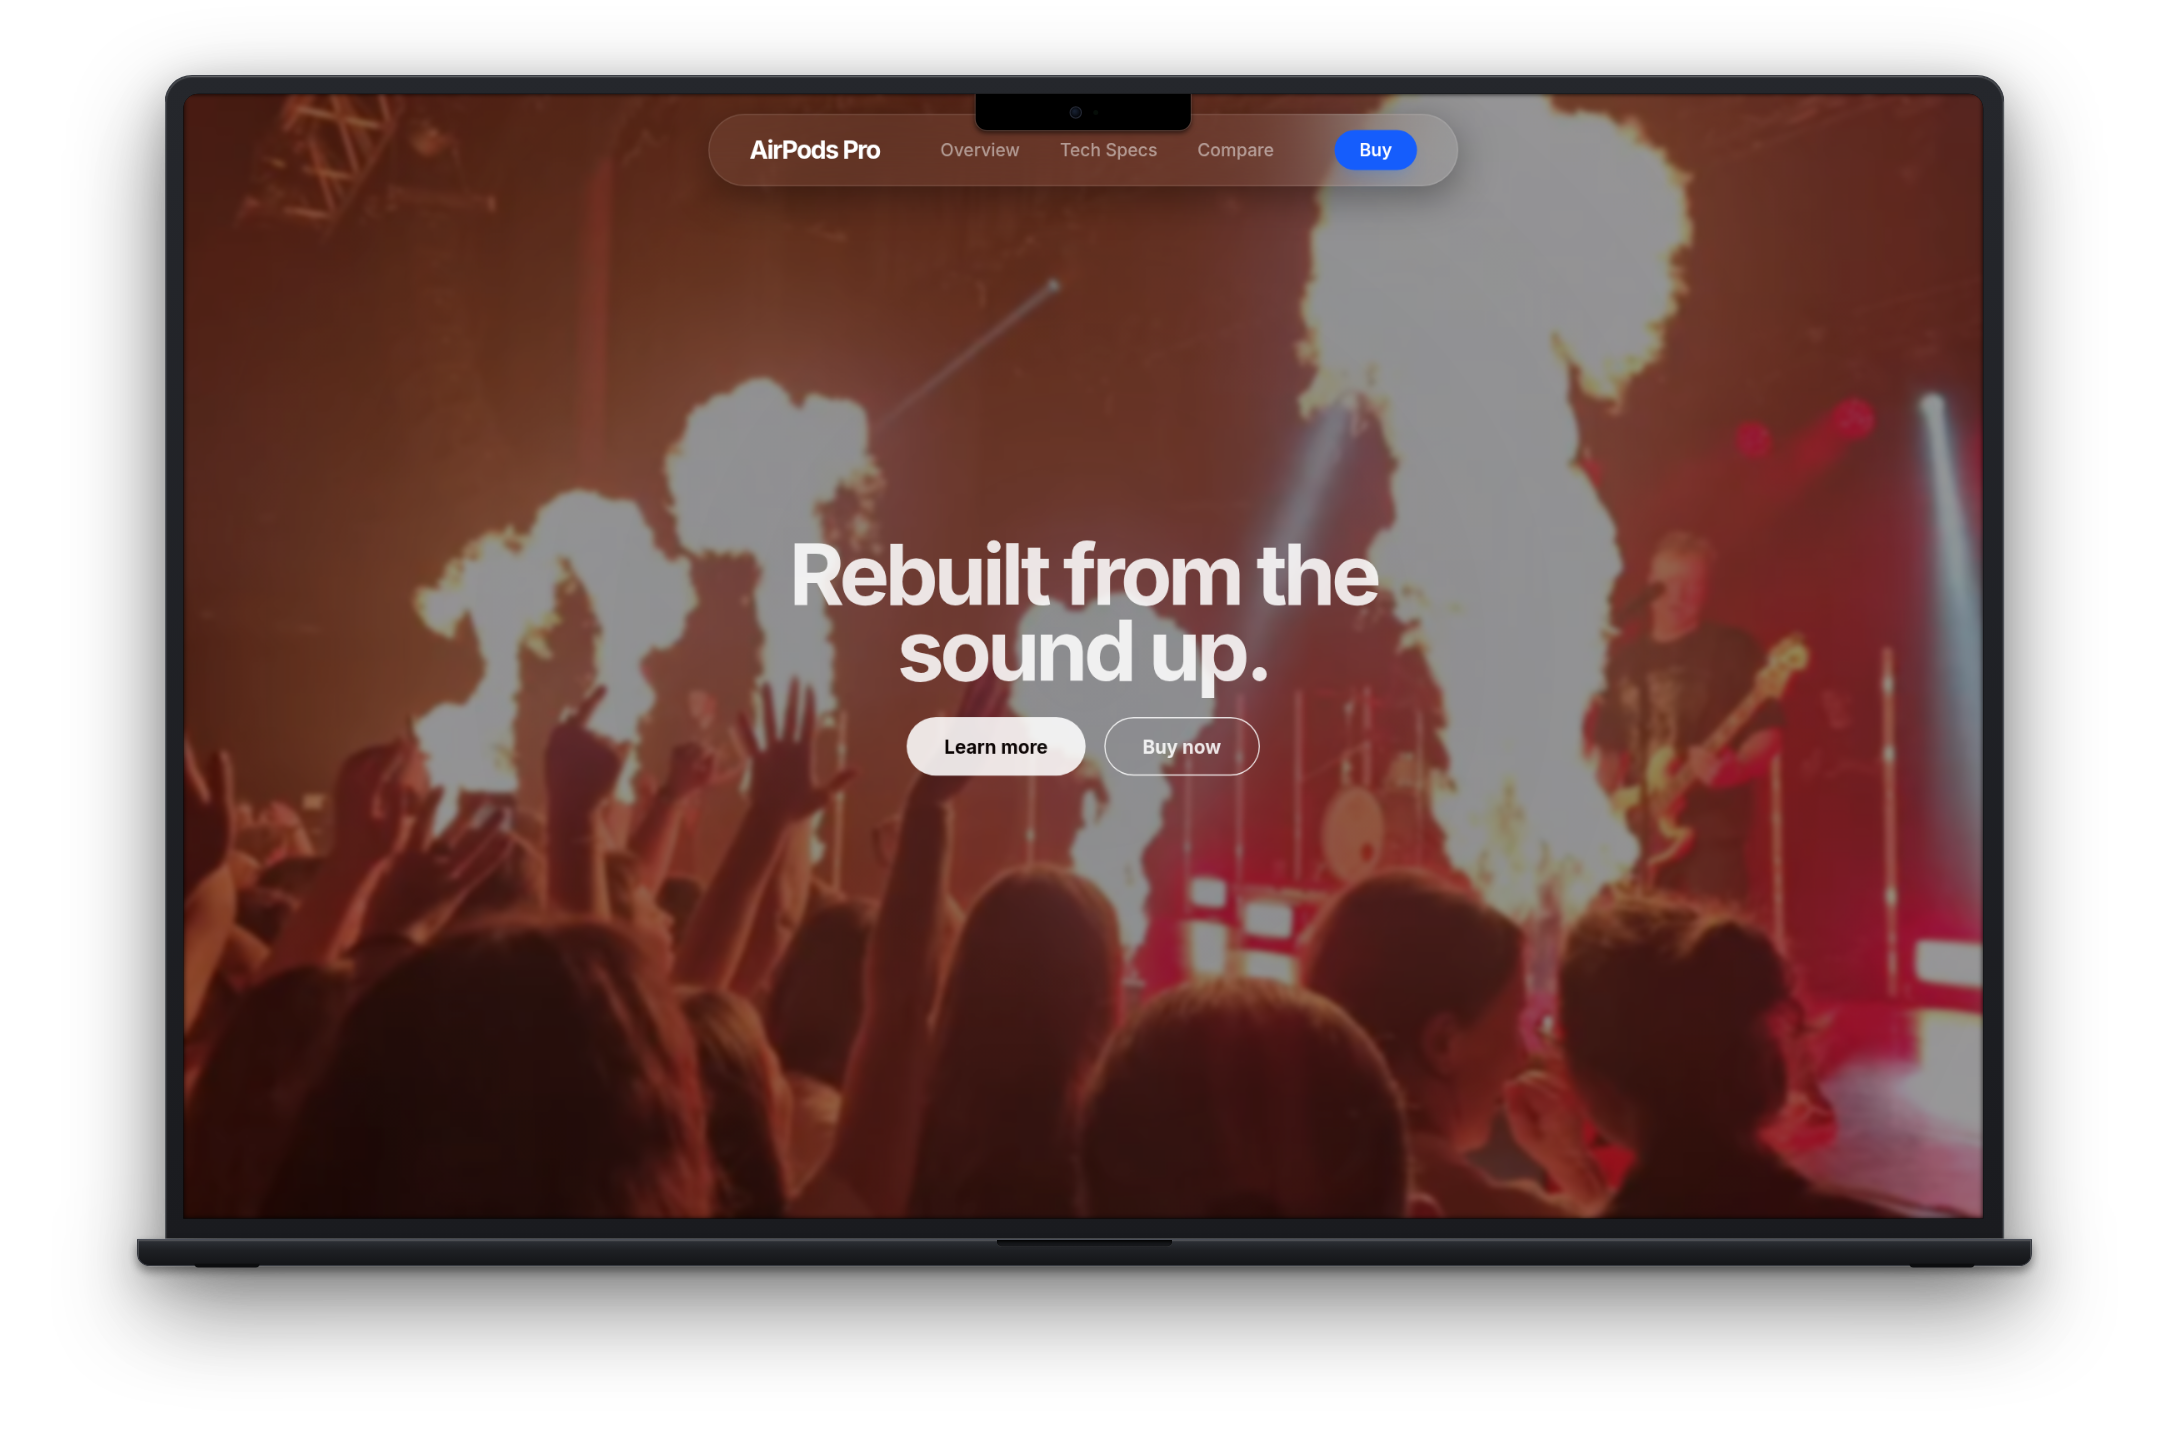 AirPods Pro Overview Tech Specs Compare Buy
Rebuilt from the
sound up.
Learn more Buy now